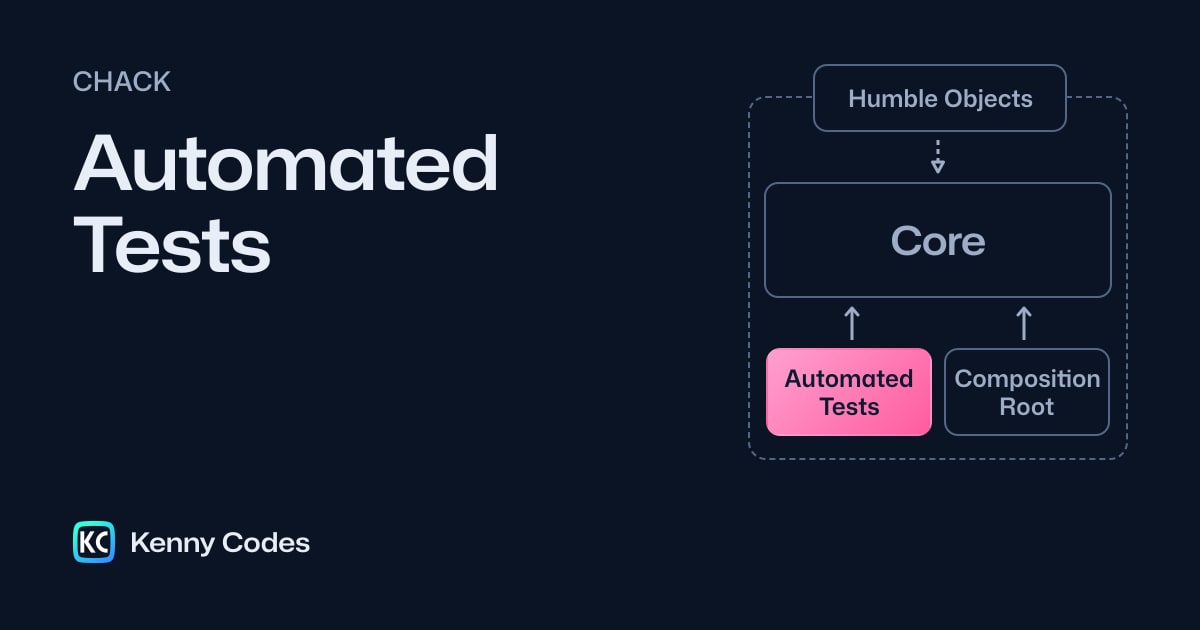 CHACK
Automated
Tests
Humble Objects
Core
Automated
Tests
Composition
Root
KC
Kenny Codes